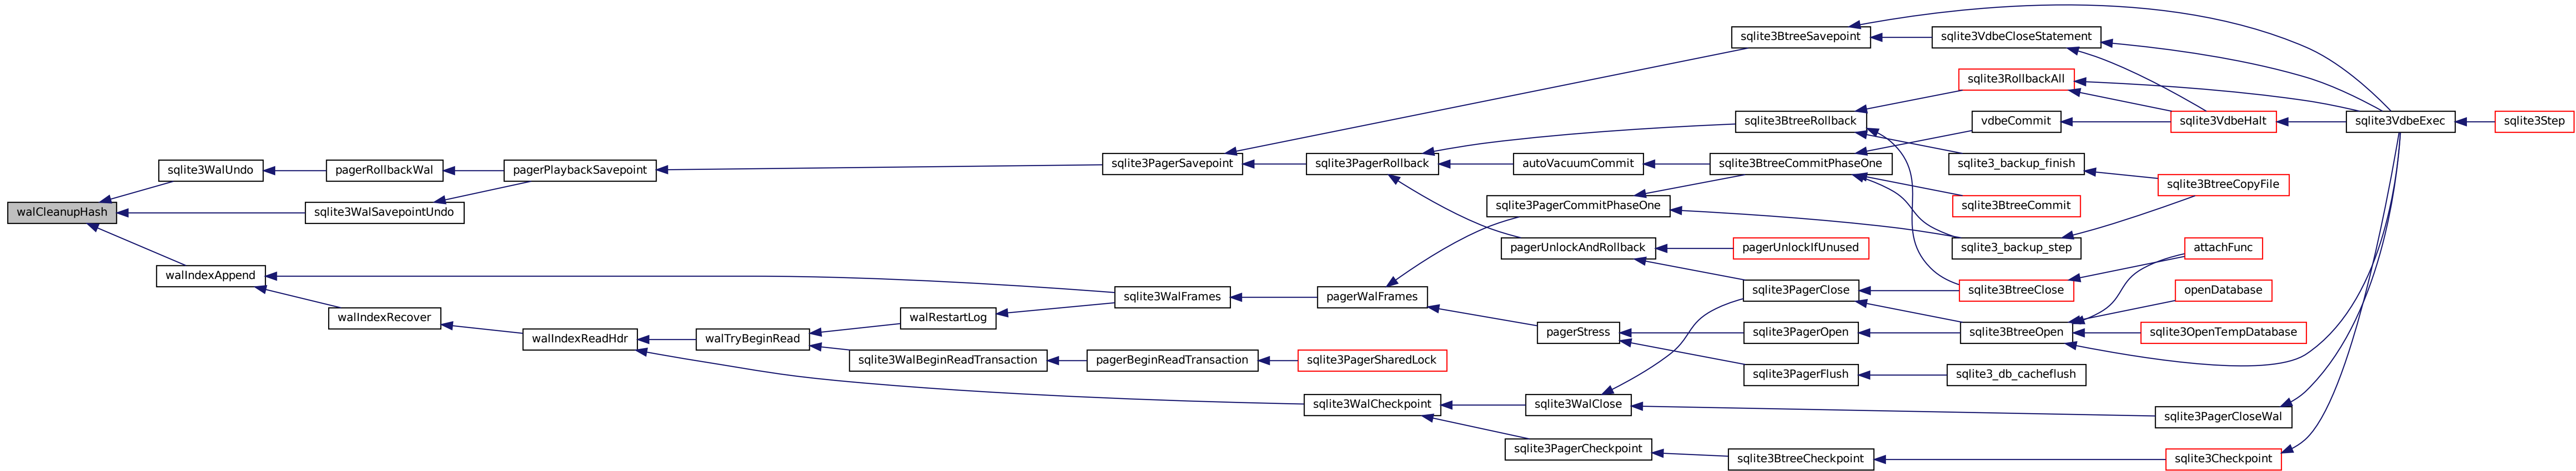 walCleanupHash
sqlite3WalUndo
sqlite3WalSavepointUndo
walIndexAppend
pagerRollbackWal
walIndexRecover
pagerPlaybackSavepoint
walIndexReadHdr
walTryBeginRead
walRestartLog
sqlite3WalBeginReadTransaction
sqlite3PagerSavepoint
sqlite3WalFrames
pagerBeginReadTransaction
sqlite3PagerRollback
pagerWalFrames
sqlite3PagerSharedLock
sqlite3WalCheckpoint
autoVacuumCommit
sqlite3PagerCommitPhaseOne
pagerUnlockAndRollback
pagerStress
sqlite3WalClose
sqlite3PagerCheckpoint
sqlite3BtreeSavepoint
sqlite3BtreeRollback
sqlite3BtreeCommitPhaseOne
pagerUnlockIfUnused
sqlite3PagerClose
sqlite3PagerOpen
sqlite3PagerFlush
sqlite3BtreeCheckpoint
sqlite3VdbeCloseStatement
sqlite3RollbackAll
vdbeCommit
sqlite3_backup_finish
sqlite3BtreeCommit
sqlite3_backup_step
sqlite3BtreeClose
sqlite3BtreeOpen
sqlite3_db_cacheflush
sqlite3VdbeHalt
sqlite3BtreeCopyFile
attachFunc
openDatabase
sqlite3OpenTempDatabase
sqlite3PagerCloseWal
sqlite3Checkpoint
sqlite3VdbeExec
sqlite3Step